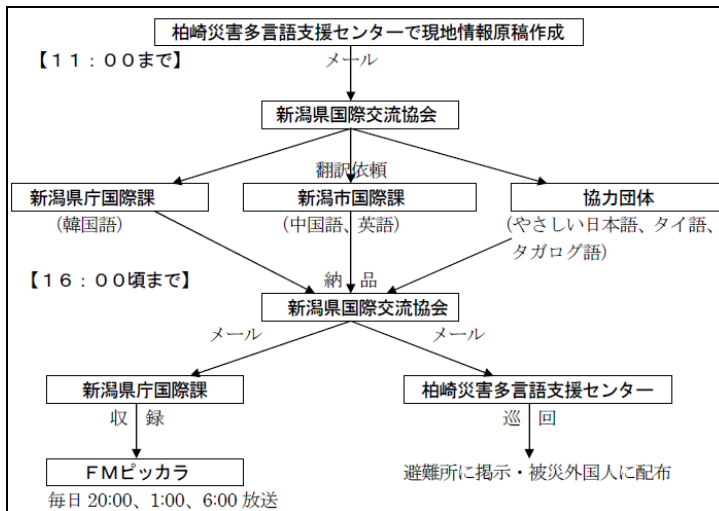 柏崎災害多言語支援センターで現地情報原稿作成
【１１：００まで】
メール
新潟県国際交流協会
翻訳依頼
新潟県庁国際課
新潟市国際課
協力団体
(韓国語)
(中国語、英語)
(やさしい日本語、タイ語、
タガログ語)
【１６：００頃まで】
納　品
新潟県国際交流協会
メール
メール
新潟県庁国際課
柏崎災害多言語支援センター
収　録
巡　回
ＦＭピッカラ
避難所に掲示・被災外国人に配布
毎日 20:00、1:00、6:00 放送